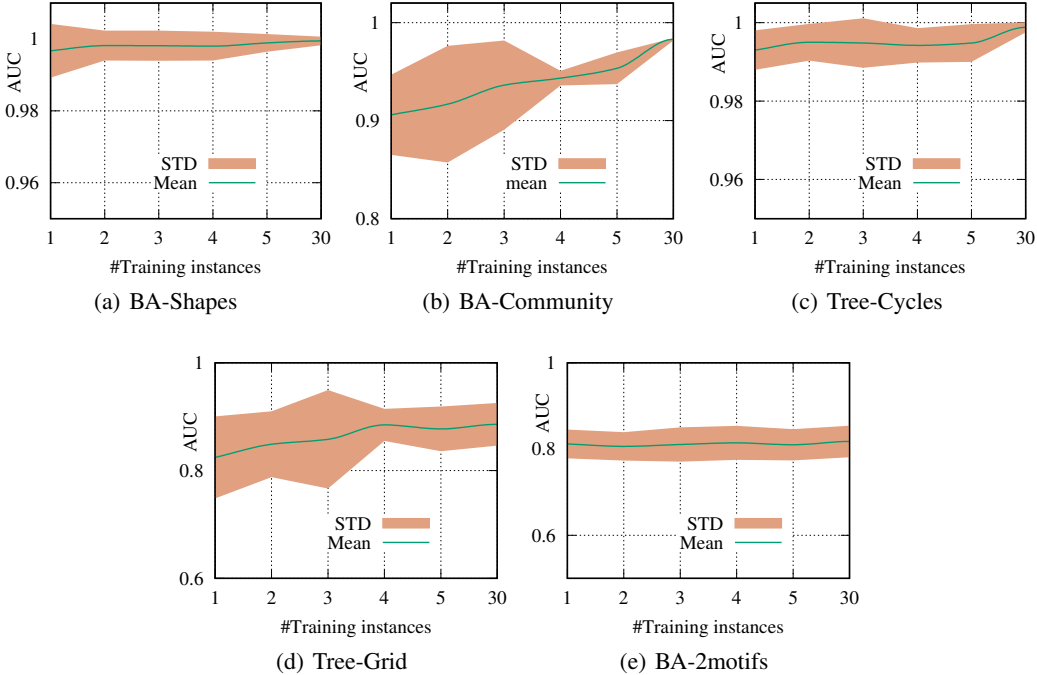 1
0.98
0.96
AUC
STD
Mean
1 2 3 4 5 30
#Training instances
(a) BA-Shapes
1
0.9
0.8
AUC
STD
mean
1 2 3 4 5 30
#Training instances
(b) BA-Community
1
0.98
0.96
AUC
STD
Mean
1 2 3 4 5 30
#Training instances
(c) Tree-Cycles
1
0.8
0.6
AUC
STD
Mean
1 2 3 4 5 30
#Training instances
(d) Tree-Grid
1
0.8
0.6
AUC
STD
Mean
1 2 3 4 5 30
#Training instances
(e) BA-2motifs